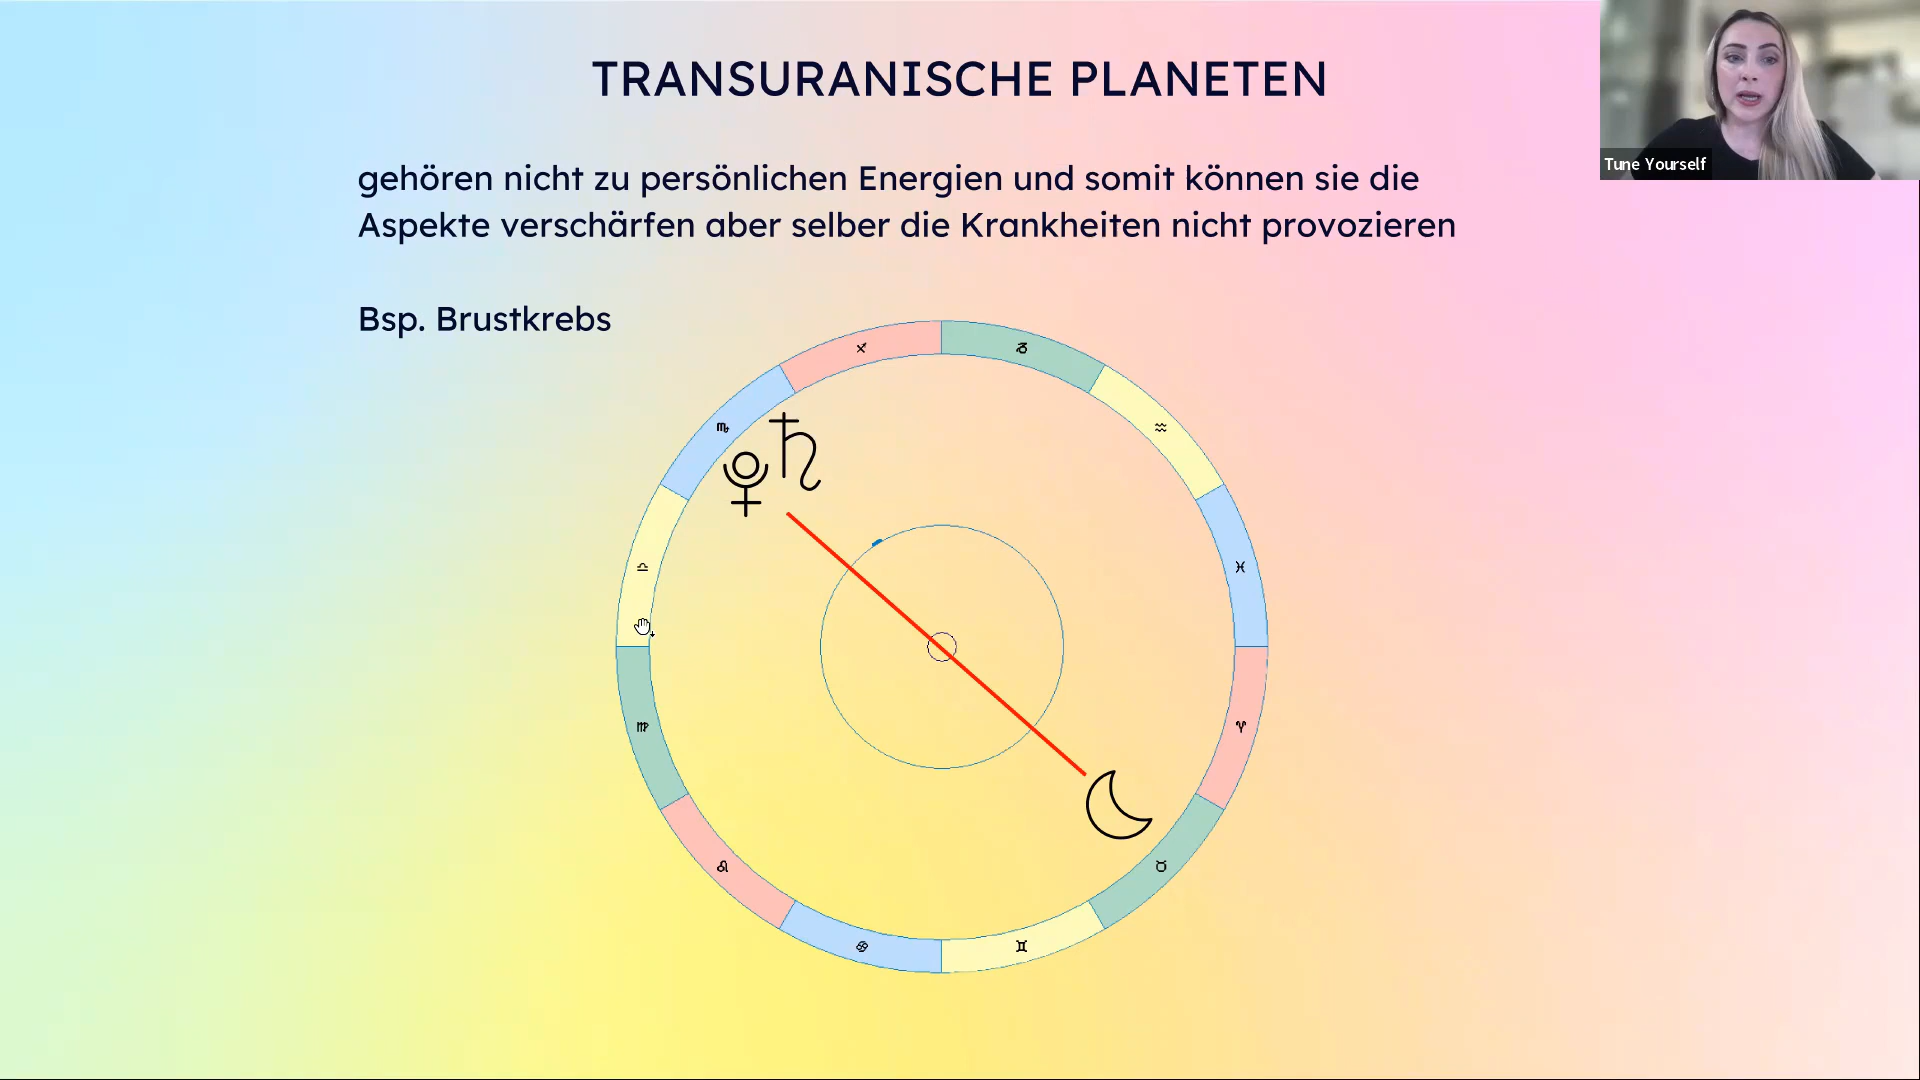 TRANSURANISCHE PLANETEN
gehören nicht zu persönlichen Energien und somit können sie die
Aspekte verschärfen aber selber die Krankheiten nicht provozieren
Bsp. Brustkrebs
Tune Yourself